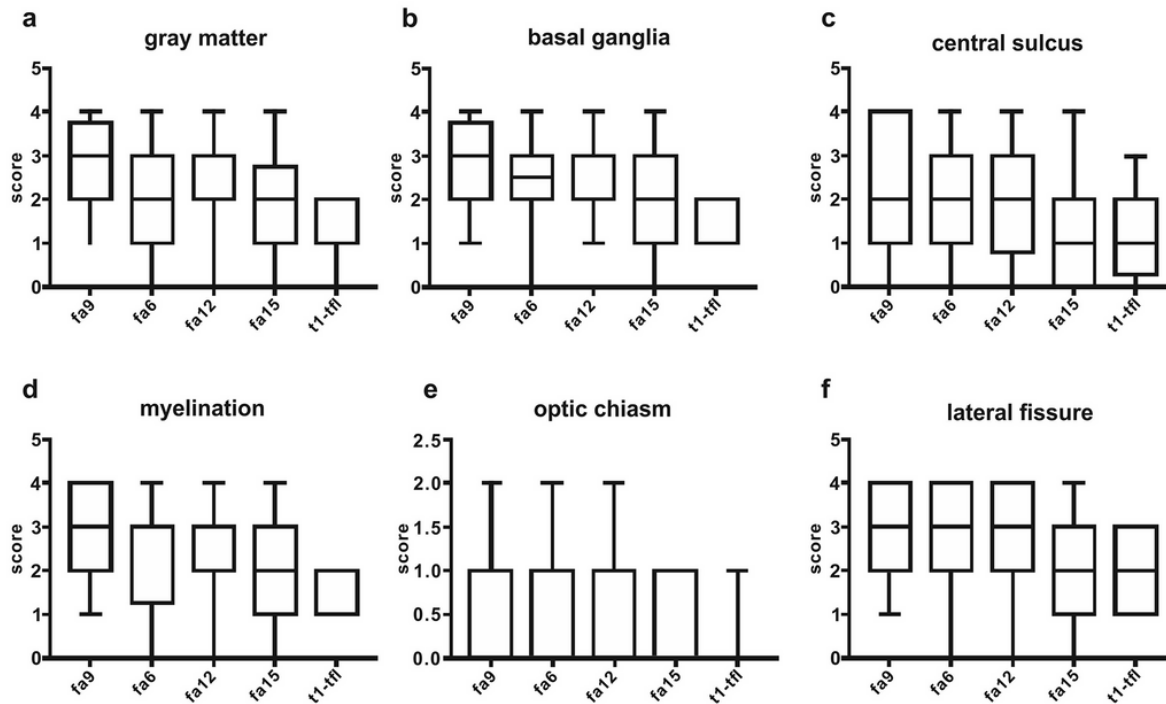 a
gray matter
5
4
3
2
1
0
score
fa9
fa6
fa12
fa15
t1-tfl
b
basal ganglia
5
4
3
2
1
0
score
fa9
fa6
fa12
fa15
t1-tfl
c
central sulcus
5
4
3
2
1
0
score
fa9
fa6
fa12
fa15
t1-tfl
d
myelination
5
4
3
2
1
0
score
fa9
fa6
fa12
fa15
t1-tfl
e
optic chiasm
2.5
2.0
1.5
1.0
0.5
0.0
score
fa9
fa6
fa12
fa15
t1-tfl
f
lateral fissure
5
4
3
2
1
0
score
fa9
fa6
fa12
fa15
t1-tfl